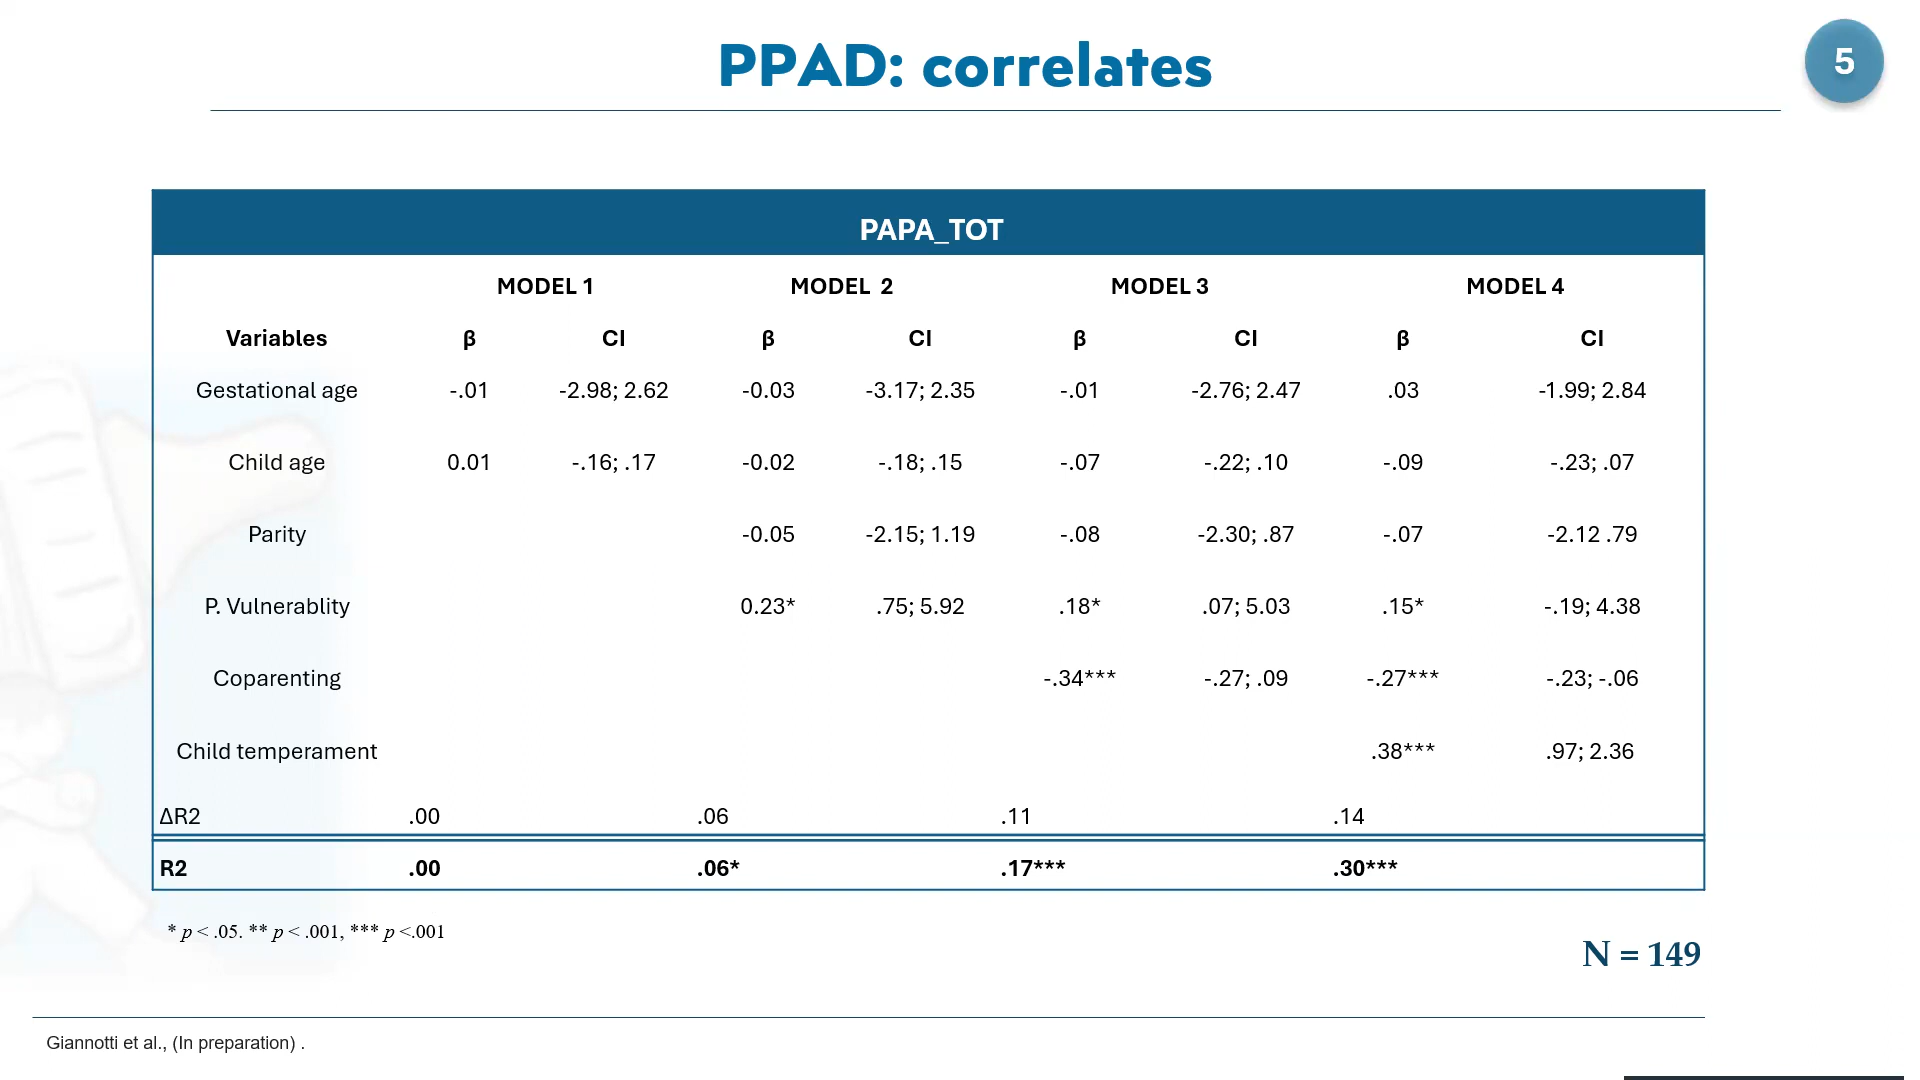 PPAD: correlates
5
PAPA_TOT
MODEL 1 MODEL 2 MODEL 3 MODEL 4
Variables β CI β CI β CI β CI
Gestational age -.01 -2.98; 2.62 -0.03 -3.17; 2.35 -.01 -2.76; 2.47 .03 -1.99; 2.84
Child age 0.01 -.16; .17 -0.02 -.18; .15 -.07 -.22; .10 -.09 -.23; .07
Parity -0.05 -2.15; 1.19 -.08 -2.30; .87 -.07 -2.12 .79
P. Vulnerablity 0.23* .75; 5.92 .18* .07; 5.03 .15* -.19; 4.38
Coparenting -.34*** -.27; .09 -.27*** -.23; -.06
Child temperament .38*** .97; 2.36
ΔR2 .00 .06 .11 .14
R2 .00 .06* .17*** .30***
* p < .05. ** p < .001, *** p <.001
N = 149
Giannotti et al., (In preparation) .